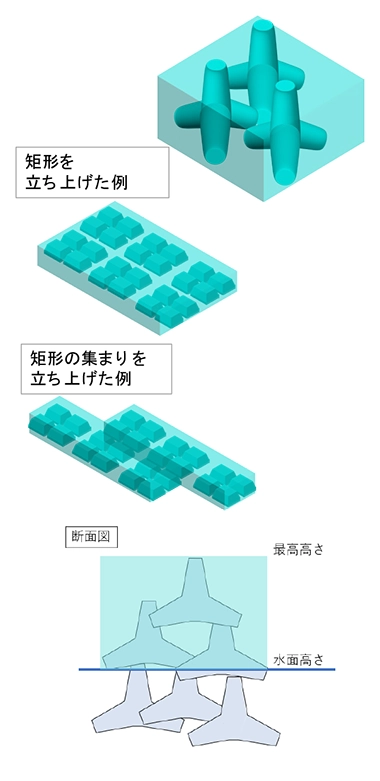 矩形を
立ち上げた例
矩形の集まりを
立ち上げた例
断面図
最高高さ
水面高さ